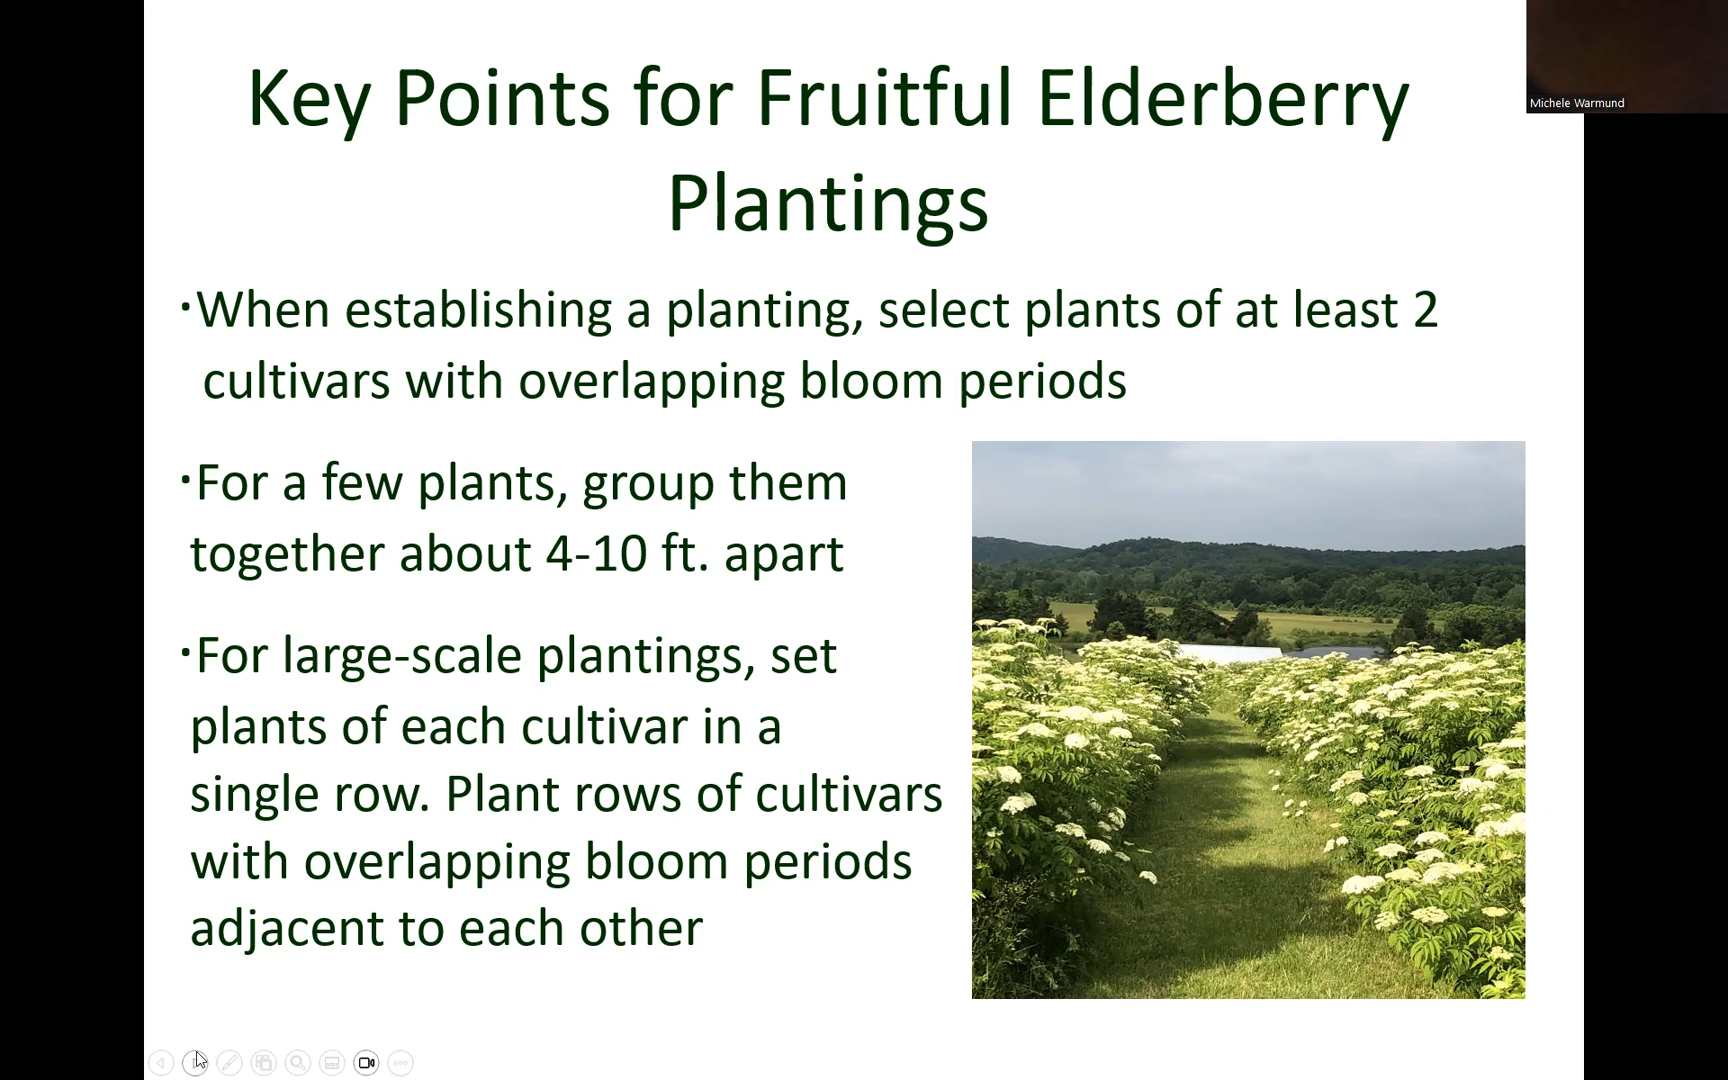 Key Points for Fruitful Elderberry
Plantings
Michele Warmund
·When establishing a planting, select plants of at least 2
cultivars with overlapping bloom periods
·For a few plants, group them
together about 4-10 ft. apart
·For large-scale plantings, set
plants of each cultivar in a
single row. Plant rows of cultivars
with overlapping bloom periods
adjacent to each other